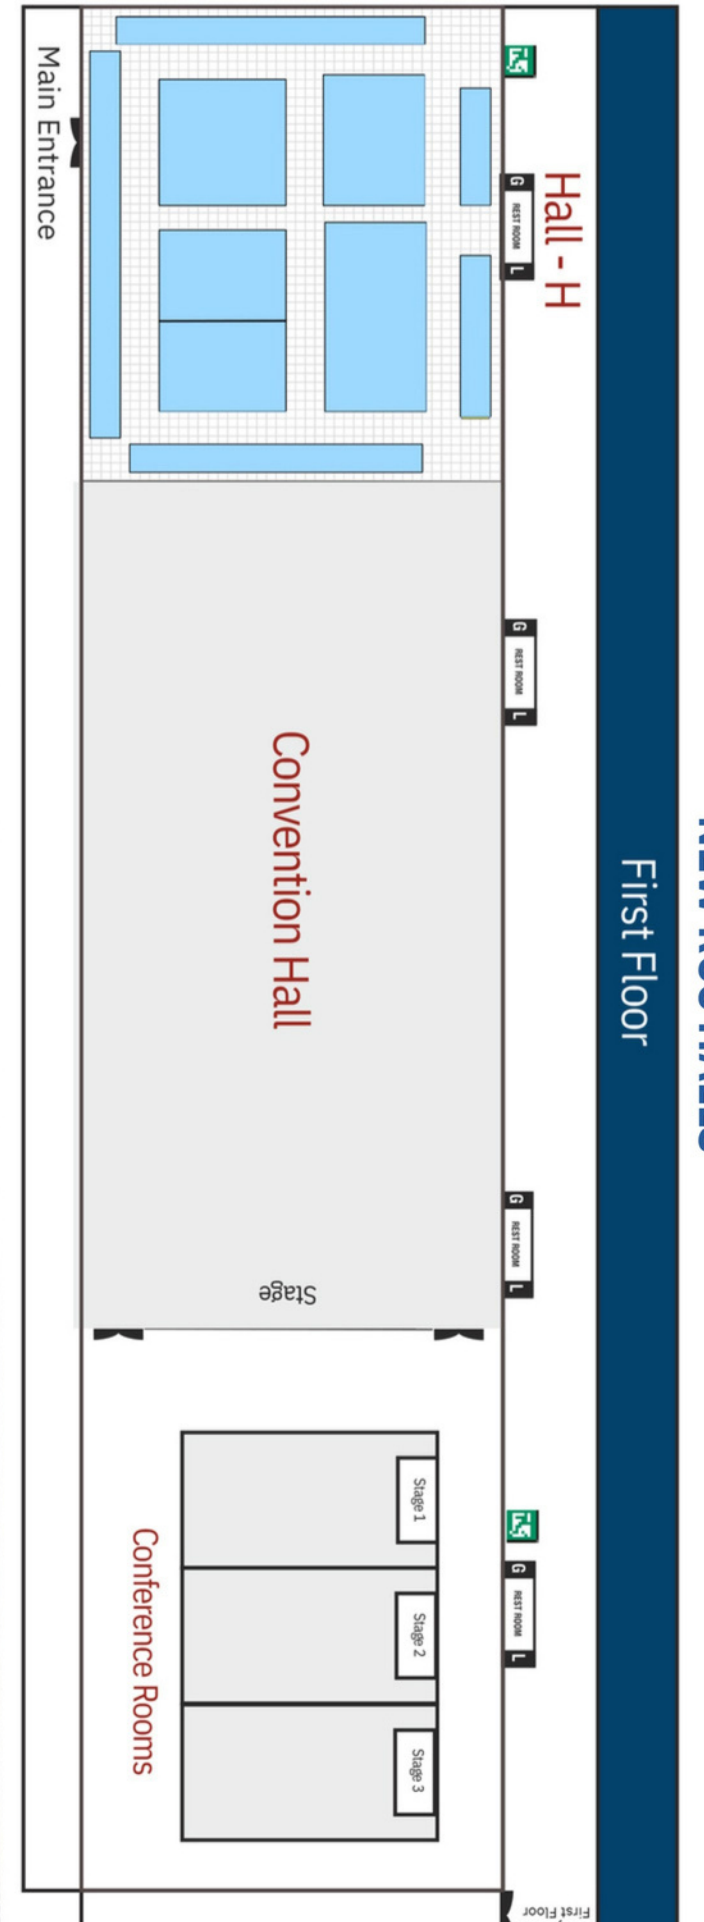 First Floor
Hall - H
G REST ROOM L
G REST ROOM L
G REST ROOM L
G REST ROOM L
Main Entrance
Convention Hall
Stage
Stage 1
Stage 2
Stage 3
Conference Rooms
First Floor